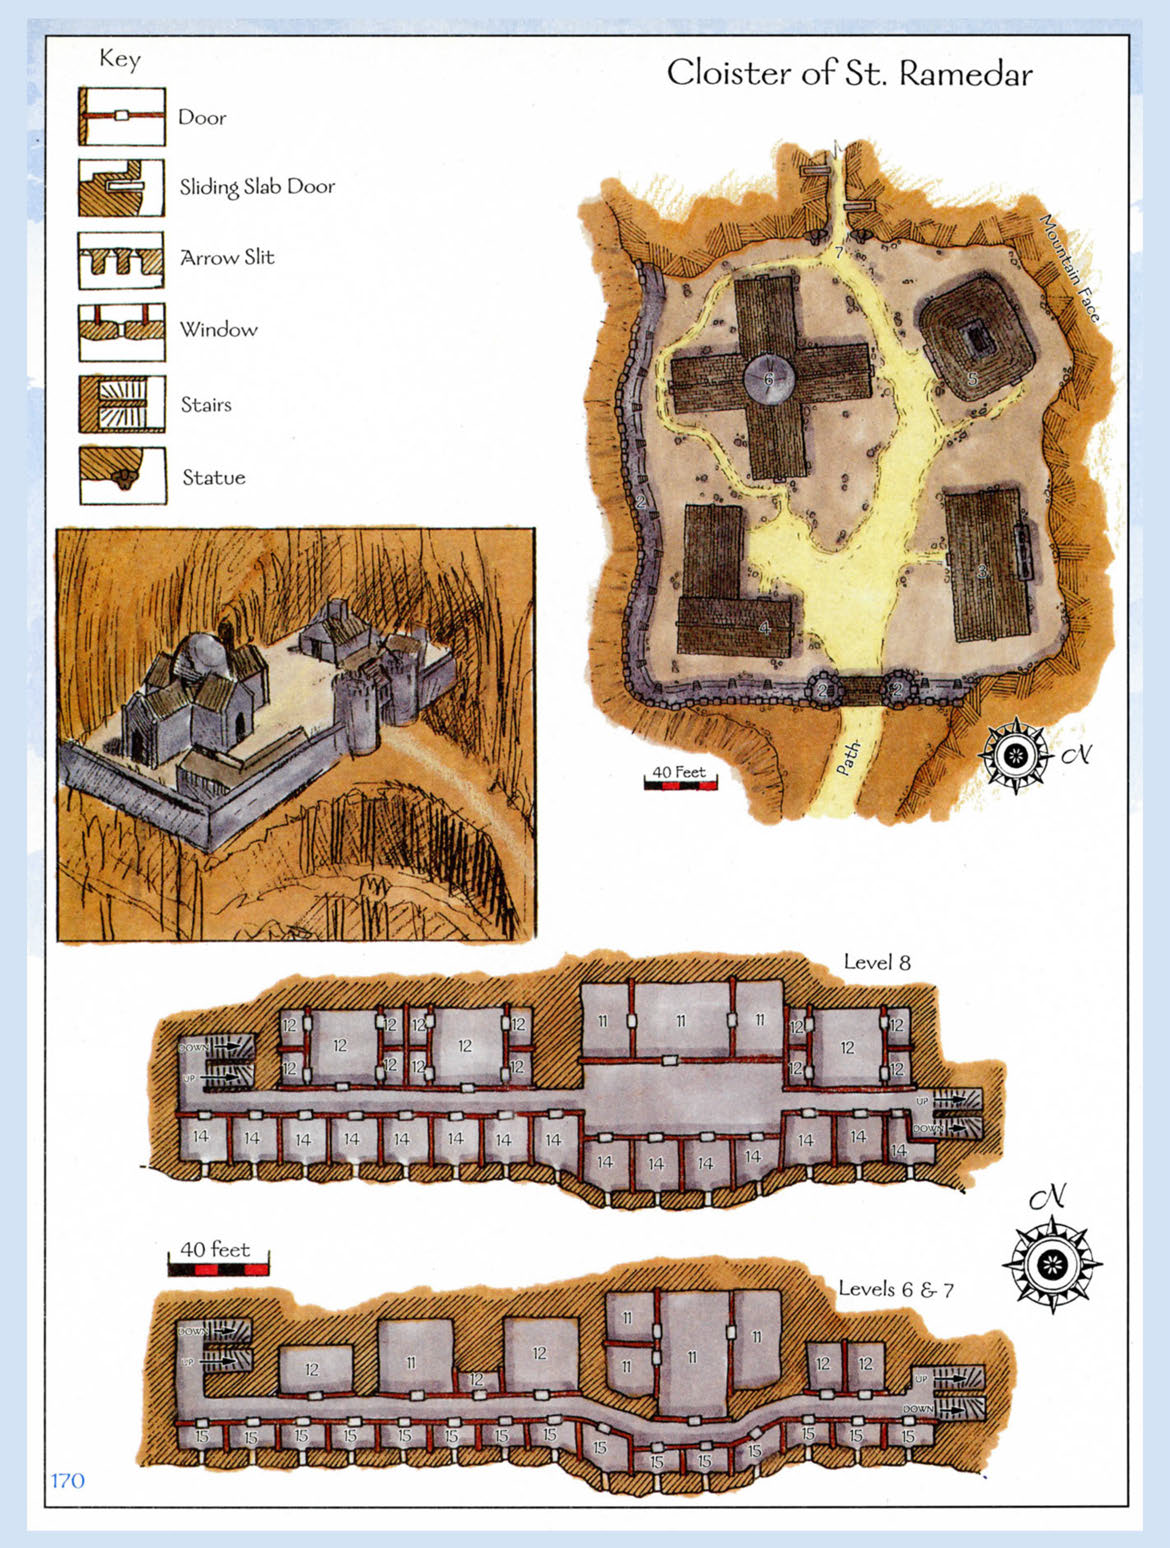 Key
Door
Sliding Slab Door
Arrow Slit
Window
Stairs
Statue
Cloister of St. Ramedar
Mountain Face
7
6
5
2
3
4
2
2
Path
40 Feet
N
Level 8
DOWN
UP
12 12 12 12 12 12 12 12 12 12
11 11 11
12 12 12 12 12
UP
DOWN
14 14 14 14 14 14 14 14 14 14 14 14 14 14 14
N
40 feet
Levels 6 & 7
DOWN
UP
12 11 12 12
11 11 11 11
12 12
UP
DOWN
15 15 15 15 15 15 15 15 15 15 15 15 15 15 15
170